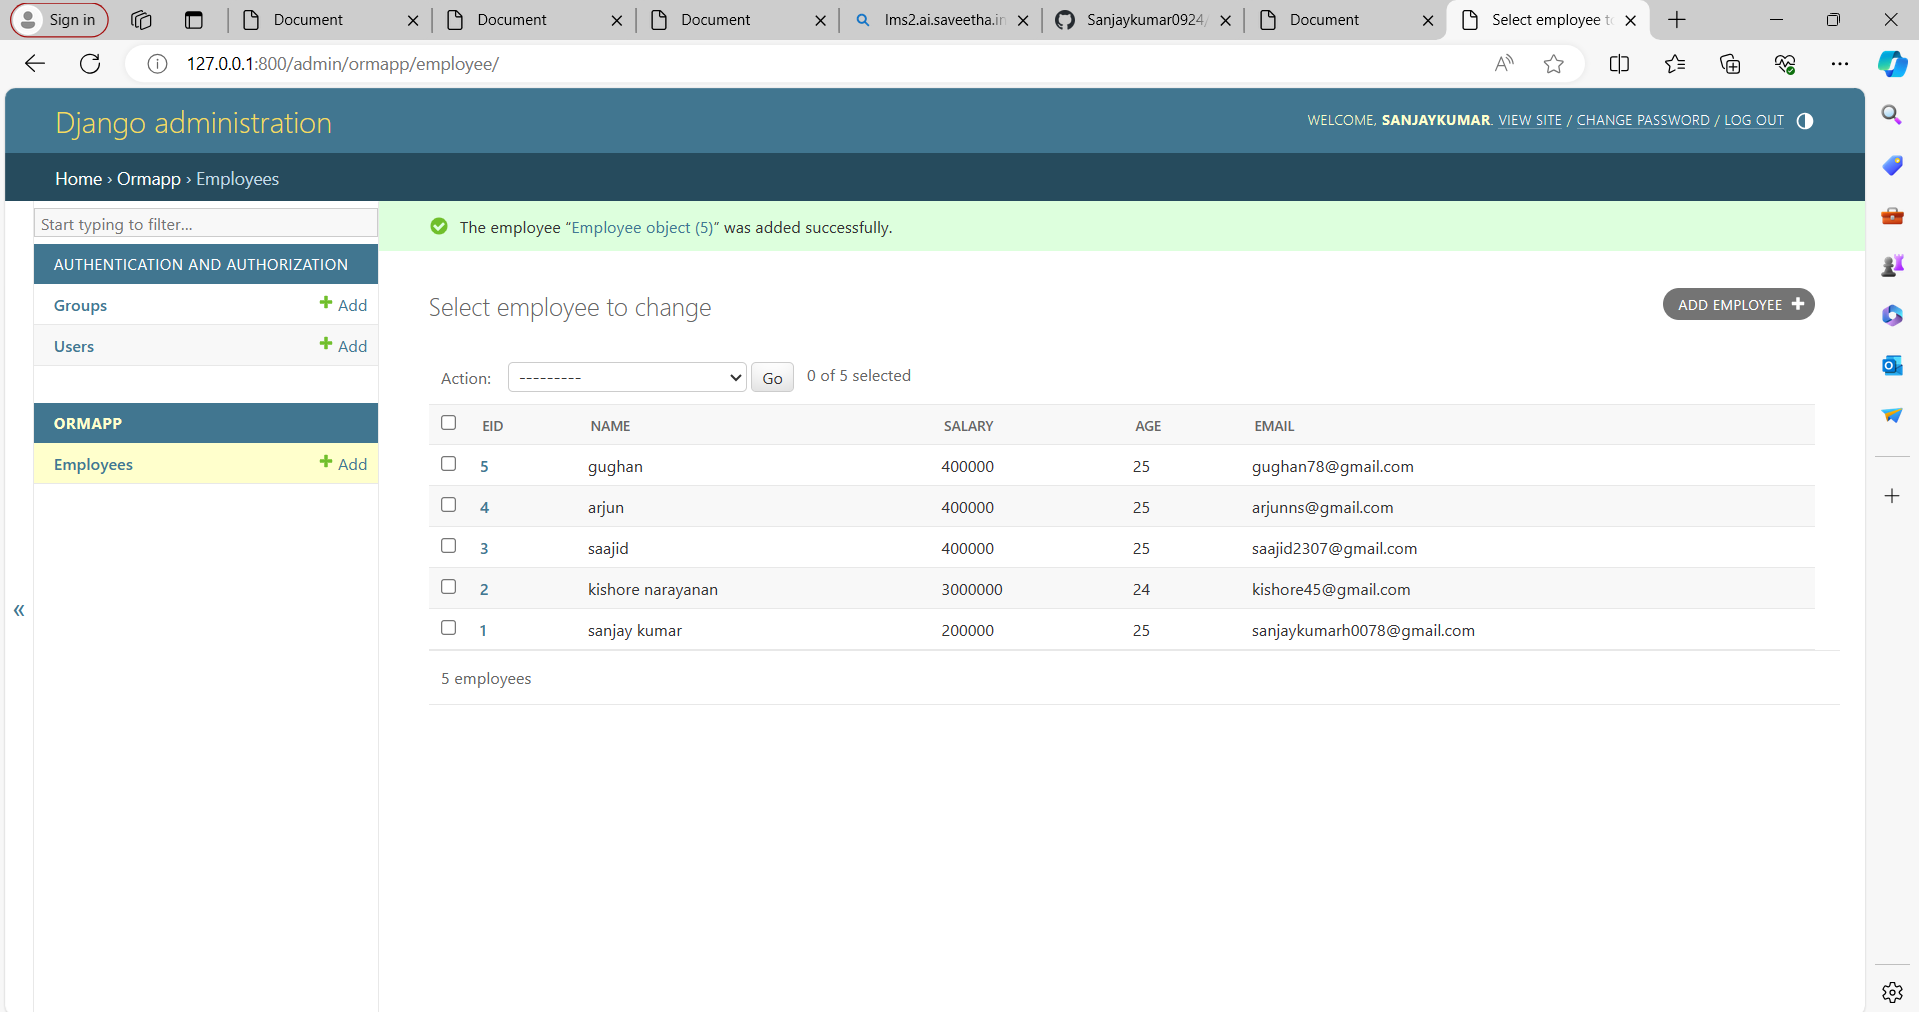 Sign in
Document
Document
Document
lms2.ai.saveetha.in
Sanjaykumar0924/
Document
Select employee to
127.0.0.1:800/admin/ormapp/employee/
Django administration
WELCOME, SANJAYKUMAR. VIEW SITE / CHANGE PASSWORD / LOG OUT
Home › Ormapp › Employees
Start typing to filter...
The employee “Employee object (5)” was added successfully.
AUTHENTICATION AND AUTHORIZATION
Groups + Add
Users + Add
ORMAPP
Employees + Add
«
Select employee to change
ADD EMPLOYEE +
Action: --------- Go 0 of 5 selected
EID NAME SALARY AGE EMAIL
5 gughan 400000 25 gughan78@gmail.com
4 arjun 400000 25 arjunns@gmail.com
3 saajid 400000 25 saajid2307@gmail.com
2 kishore narayanan 3000000 24 kishore45@gmail.com
1 sanjay kumar 200000 25 sanjaykumarh0078@gmail.com
5 employees